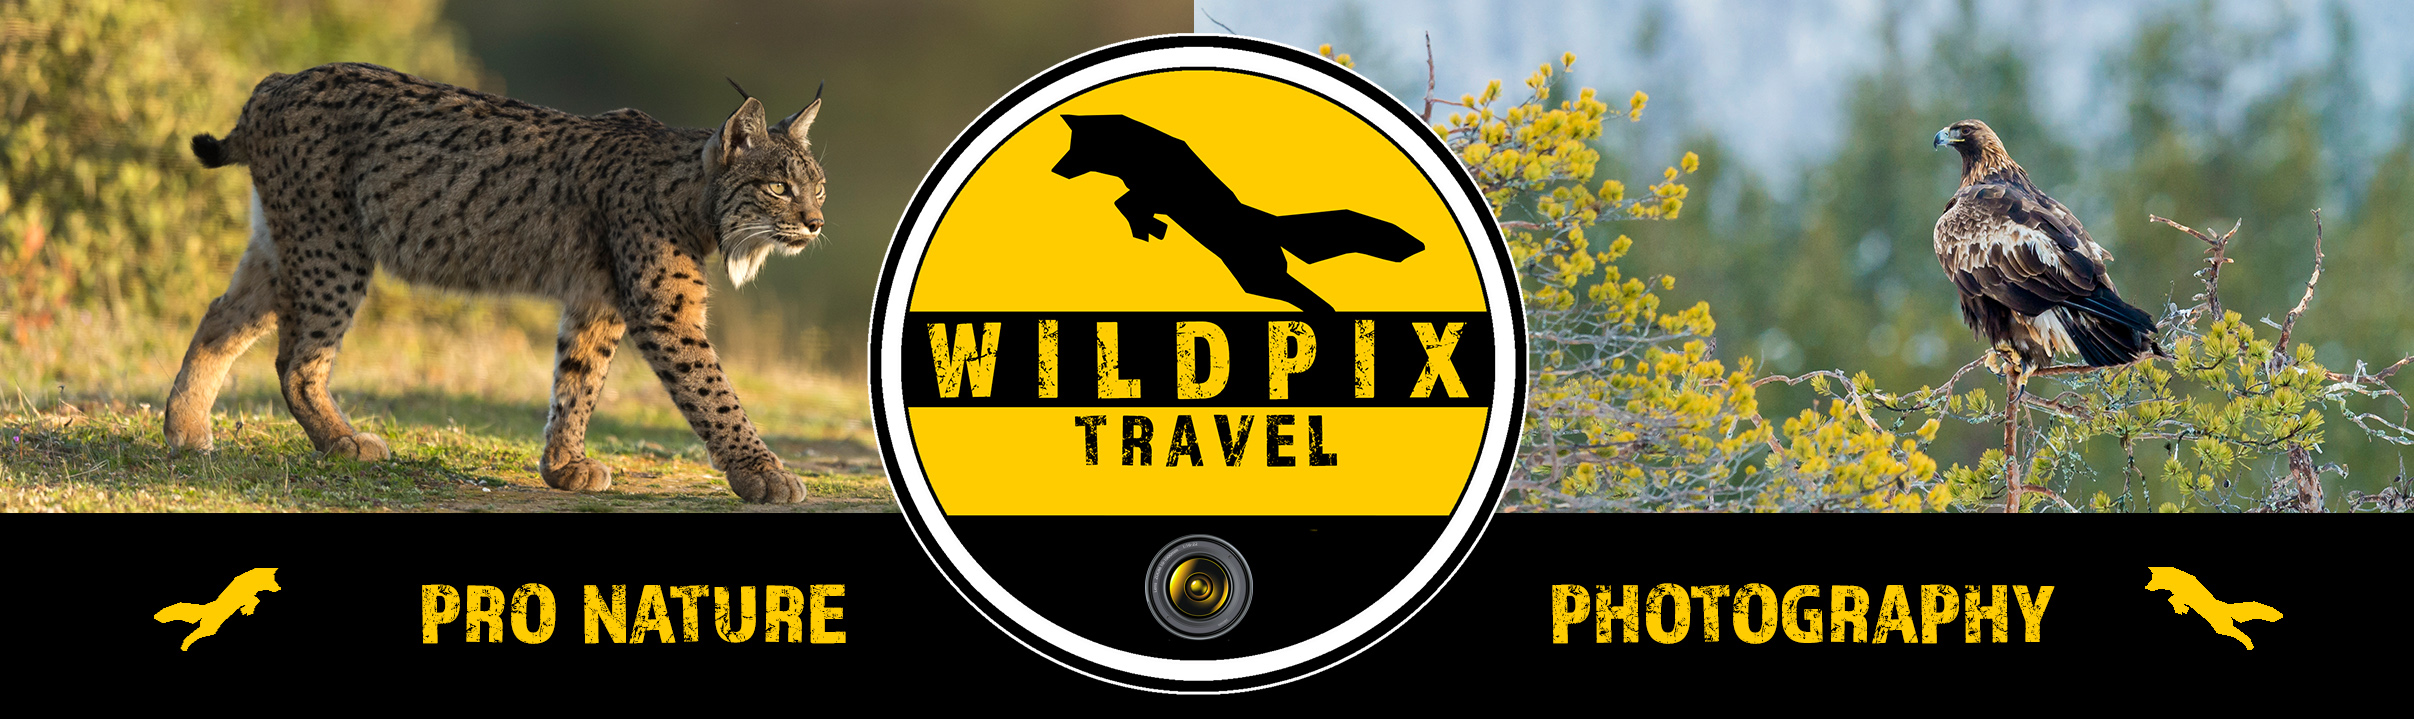 WILDPIX
TRAVEL
PRO NATURE
PHOTOGRAPHY